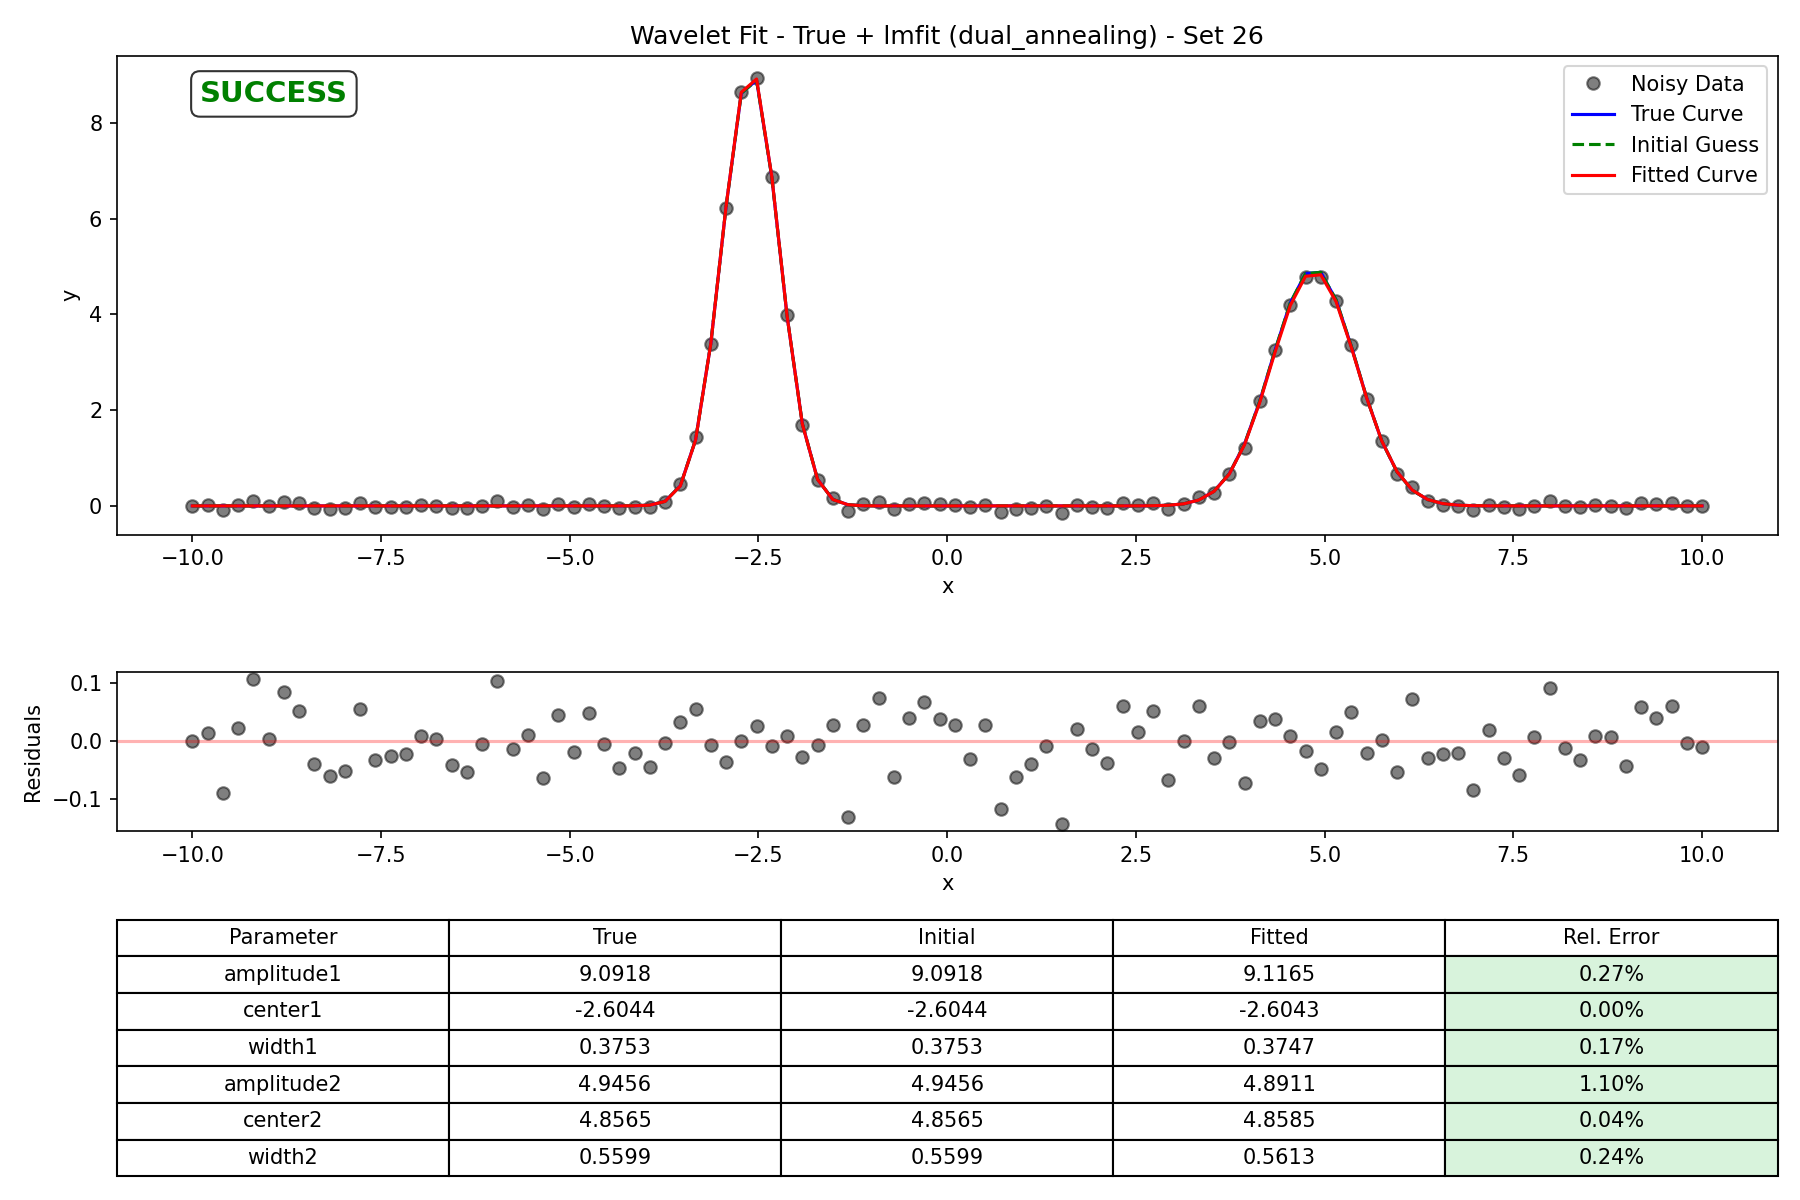 Wavelet Fit - True + lmfit (dual_annealing) - Set 26
SUCCESS
Noisy Data
True Curve
Initial Guess
Fitted Curve
y
8
6
4
2
0
−10.0 −7.5 −5.0 −2.5 0.0 2.5 5.0 7.5 10.0
x
Residuals
0.1
0.0
−0.1
−10.0 −7.5 −5.0 −2.5 0.0 2.5 5.0 7.5 10.0
x
Parameter True Initial Fitted Rel. Error
amplitude1 9.0918 9.0918 9.1165 0.27%
center1 -2.6044 -2.6044 -2.6043 0.00%
width1 0.3753 0.3753 0.3747 0.17%
amplitude2 4.9456 4.9456 4.8911 1.10%
center2 4.8565 4.8565 4.8585 0.04%
width2 0.5599 0.5599 0.5613 0.24%